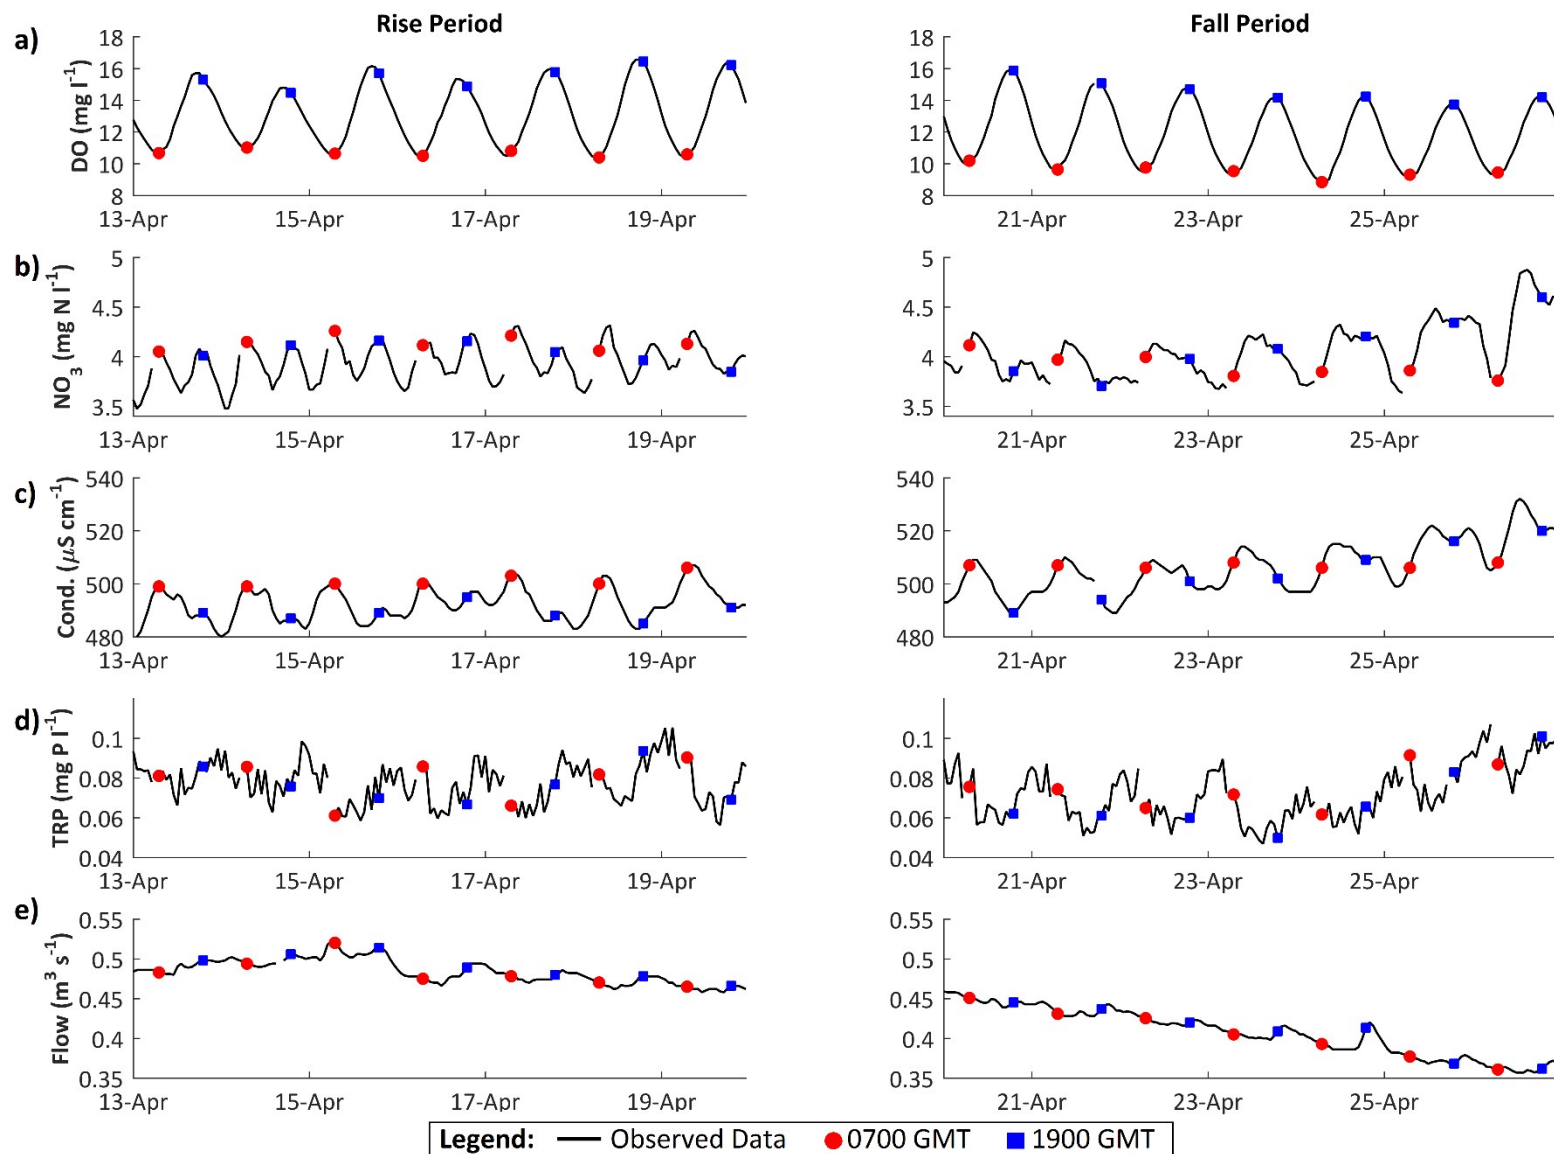 Rise Period
Fall Period
a)
DO (mg l⁻¹)
18
16
14
12
10
8
13-Apr 15-Apr 17-Apr 19-Apr
18
16
14
12
10
8
21-Apr 23-Apr 25-Apr
b)
NO₃ (mg N l⁻¹)
5
4.5
4
3.5
13-Apr 15-Apr 17-Apr 19-Apr
5
4.5
4
3.5
21-Apr 23-Apr 25-Apr
c)
Cond. (μS cm⁻¹)
540
520
500
480
13-Apr 15-Apr 17-Apr 19-Apr
540
520
500
480
21-Apr 23-Apr 25-Apr
d)
TRP (mg P l⁻¹)
0.1
0.08
0.06
0.04
13-Apr 15-Apr 17-Apr 19-Apr
0.1
0.08
0.06
0.04
21-Apr 23-Apr 25-Apr
e)
Flow (m³ s⁻¹)
0.55
0.5
0.45
0.4
0.35
13-Apr 15-Apr 17-Apr 19-Apr
0.55
0.5
0.45
0.4
0.35
21-Apr 23-Apr 25-Apr
Legend: Observed Data 0700 GMT 1900 GMT